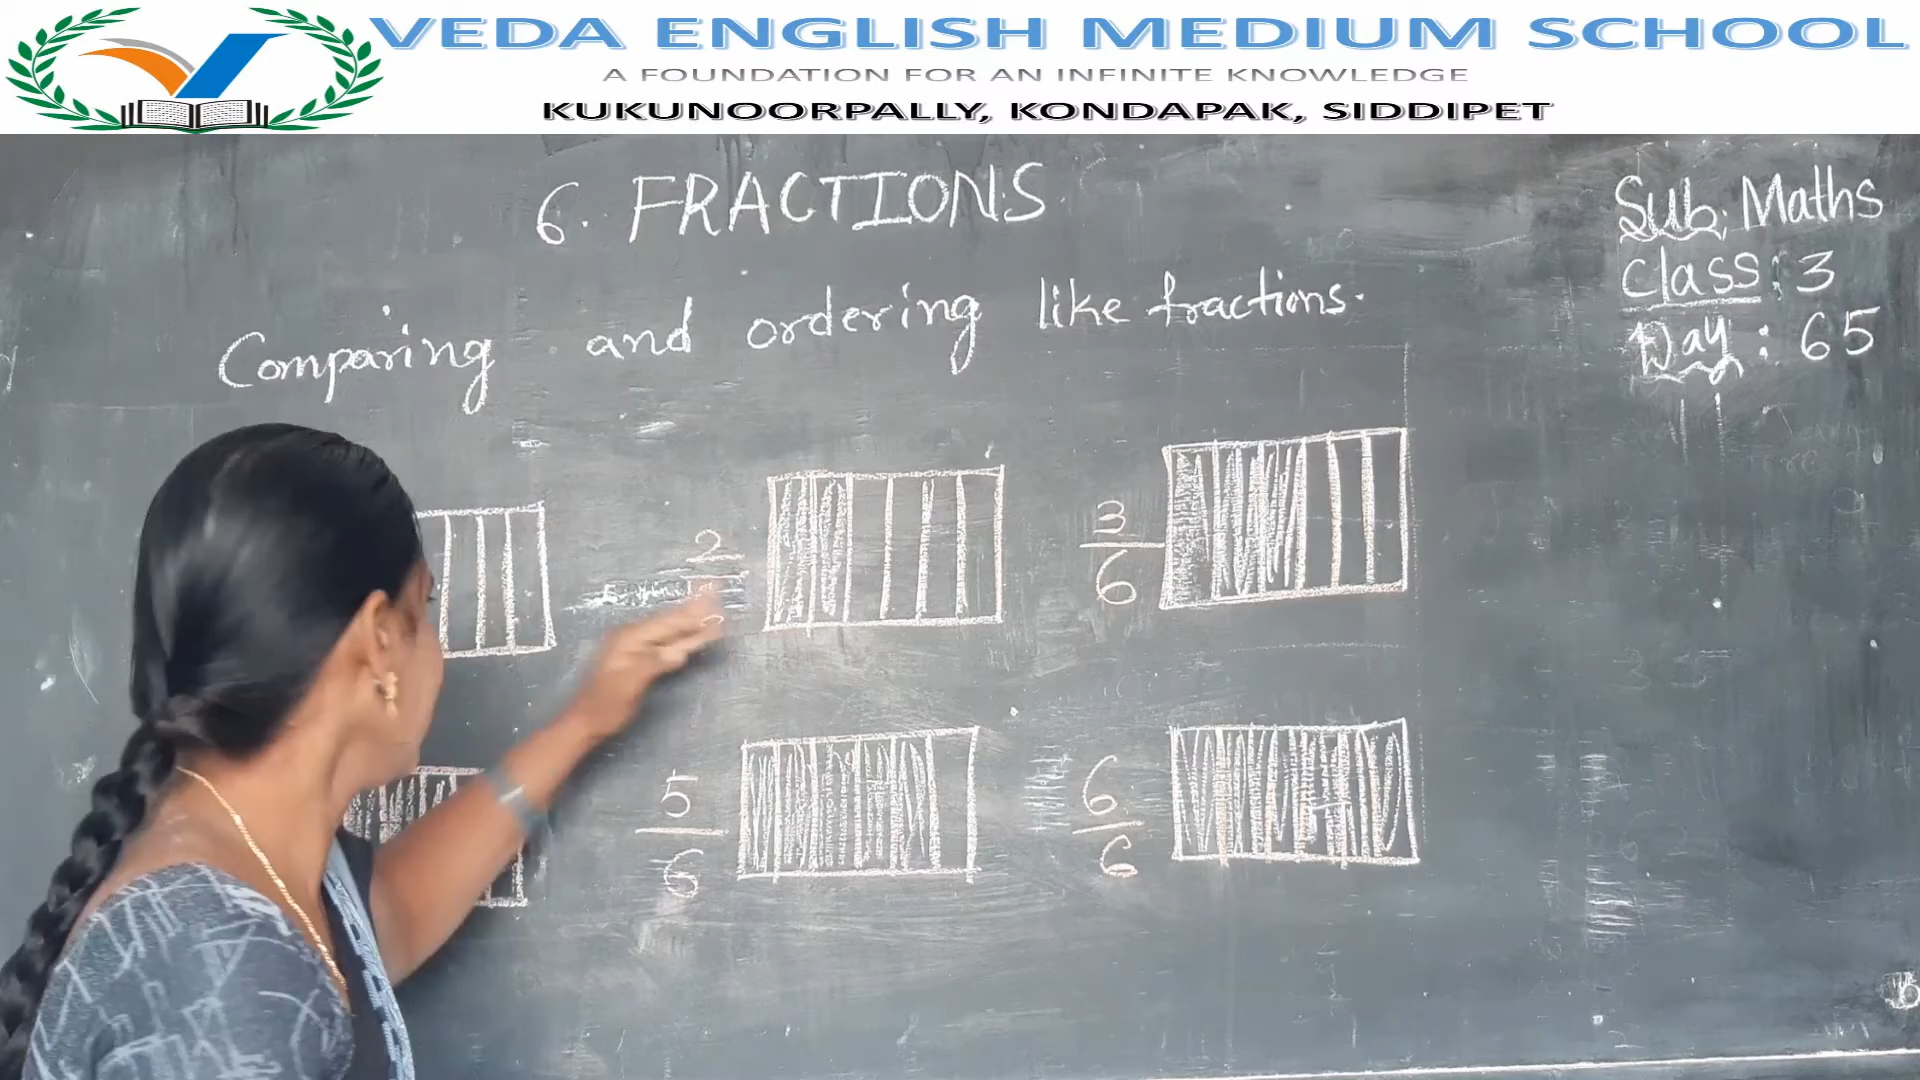 VEDA ENGLISH MEDIUM SCHOOL
A FOUNDATION FOR AN INFINITE KNOWLEDGE
KUKUNOORPALLY, KONDAPAK, SIDDIPET
6. FRACTIONS
Sub: Maths
Class: 3
Day: 65
Comparing and ordering like fractions.
2
3
6
5
6
6
6